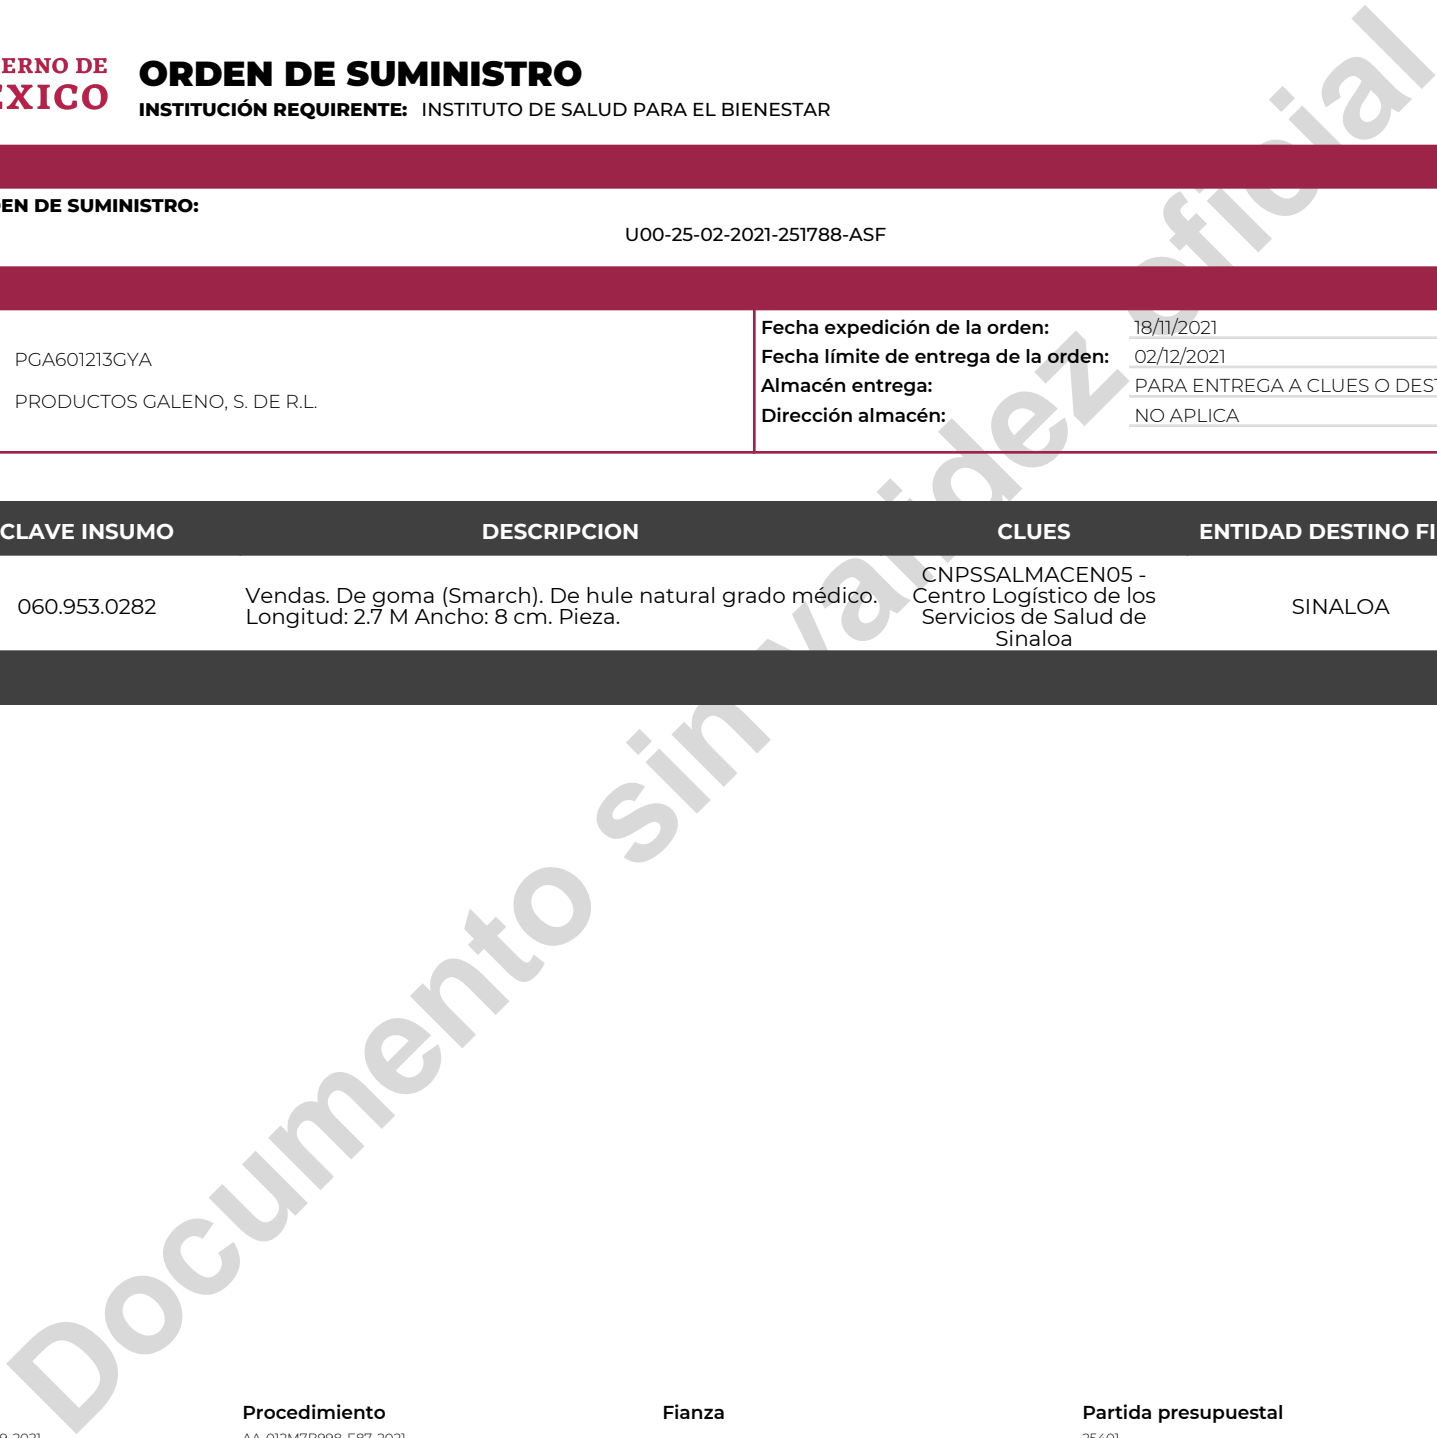 ERNO DE
EXICO
ORDEN DE SUMINISTRO
INSTITUCIÓN REQUIRENTE: INSTITUTO DE SALUD PARA EL BIENESTAR
EN DE SUMINISTRO:
U00-25-02-2021-251788-ASF
PGA601213GYA
PRODUCTOS GALENO, S. DE R.L.
Fecha expedición de la orden: 18/11/2021
Fecha límite de entrega de la orden: 02/12/2021
Almacén entrega: PARA ENTREGA A CLUES O DEST
Dirección almacén: NO APLICA
CLAVE INSUMO DESCRIPCION CLUES ENTIDAD DESTINO FI
060.953.0282
Vendas. De goma (Smarch). De hule natural grado médico.
Longitud: 2.7 M Ancho: 8 cm. Pieza.
CNPSSALMACEN05 -
Centro Logístico de los
Servicios de Salud de
Sinaloa
SINALOA
Documento sin validez oficial
Procedimiento Fianza Partida presupuestal